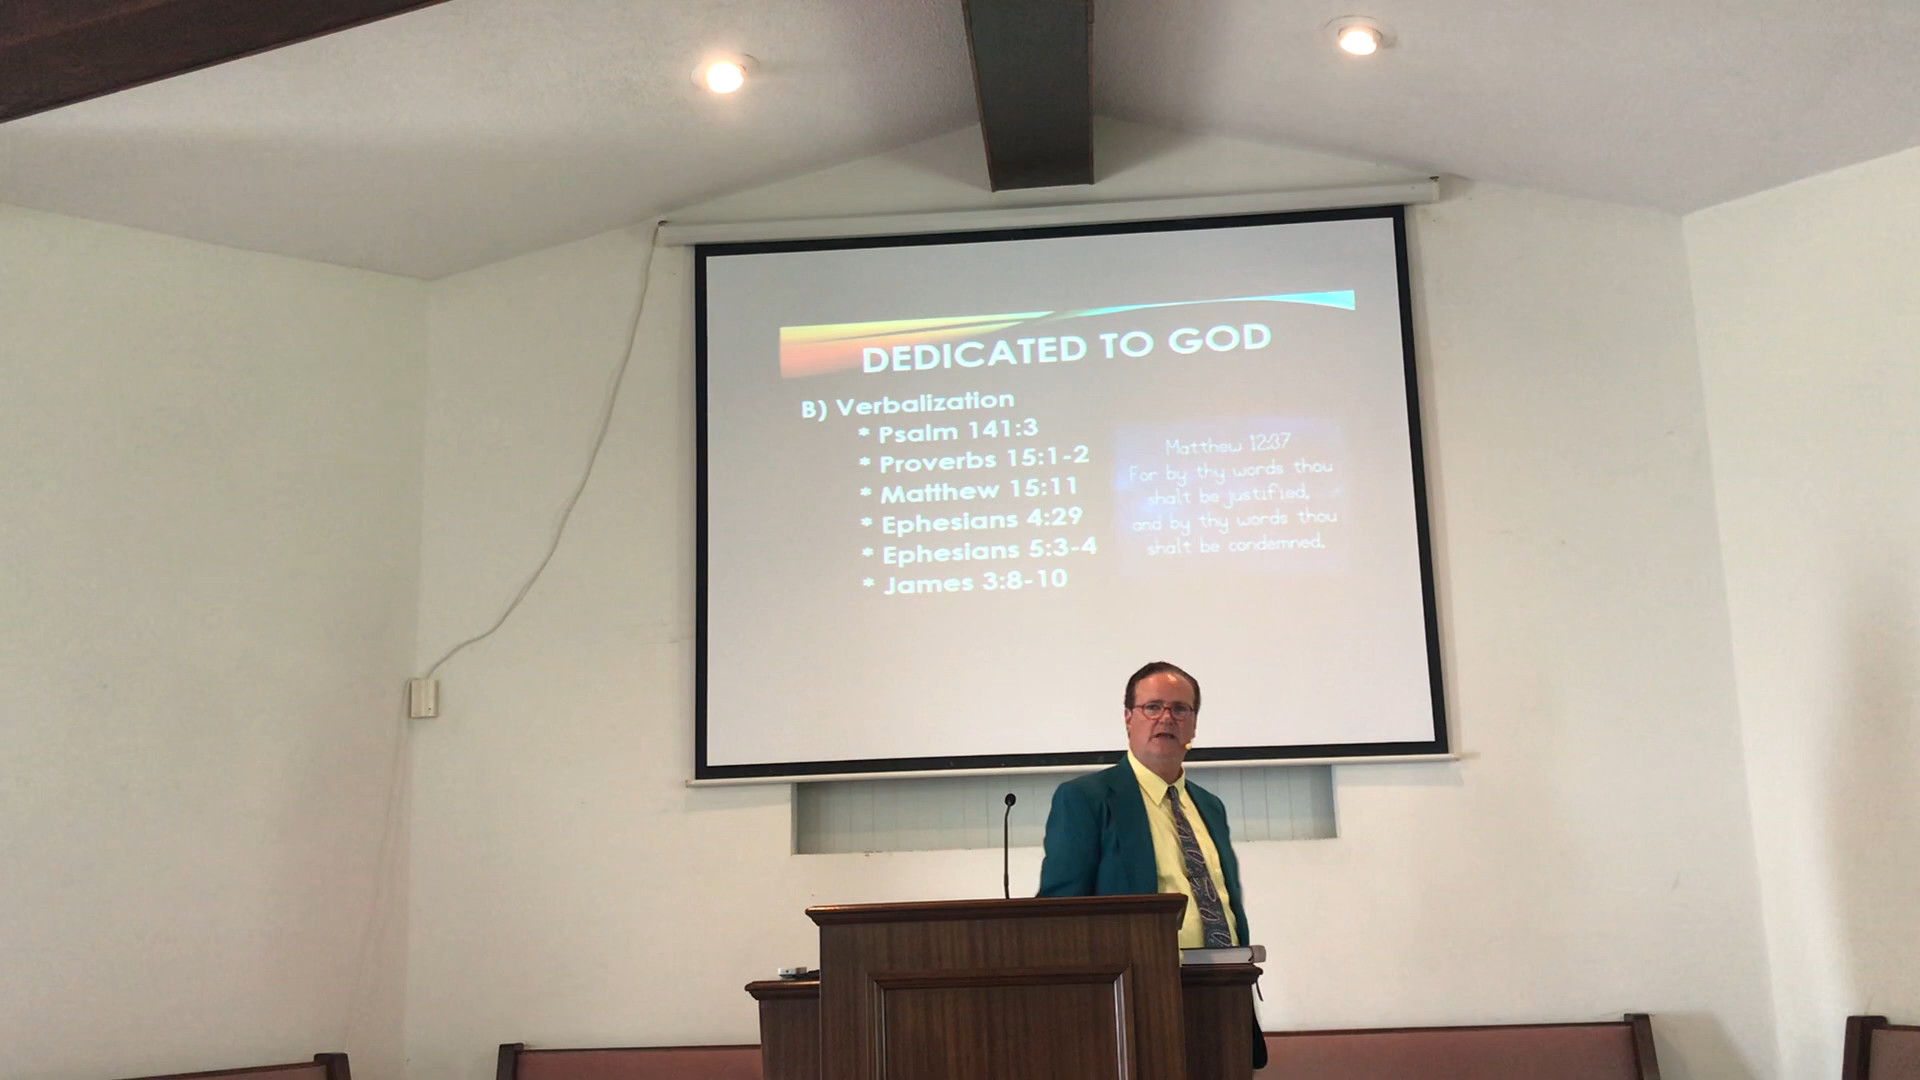 DEDICATED TO GOD
B) Verbalization
* Psalm 141:3
* Proverbs 15:1-2
* Matthew 15:11
* Ephesians 4:29
* Ephesians 5:3-4
* James 3:8-10
Matthew 12:37
For by thy words thou
shalt be justified,
and by thy words thou
shalt be condemned.